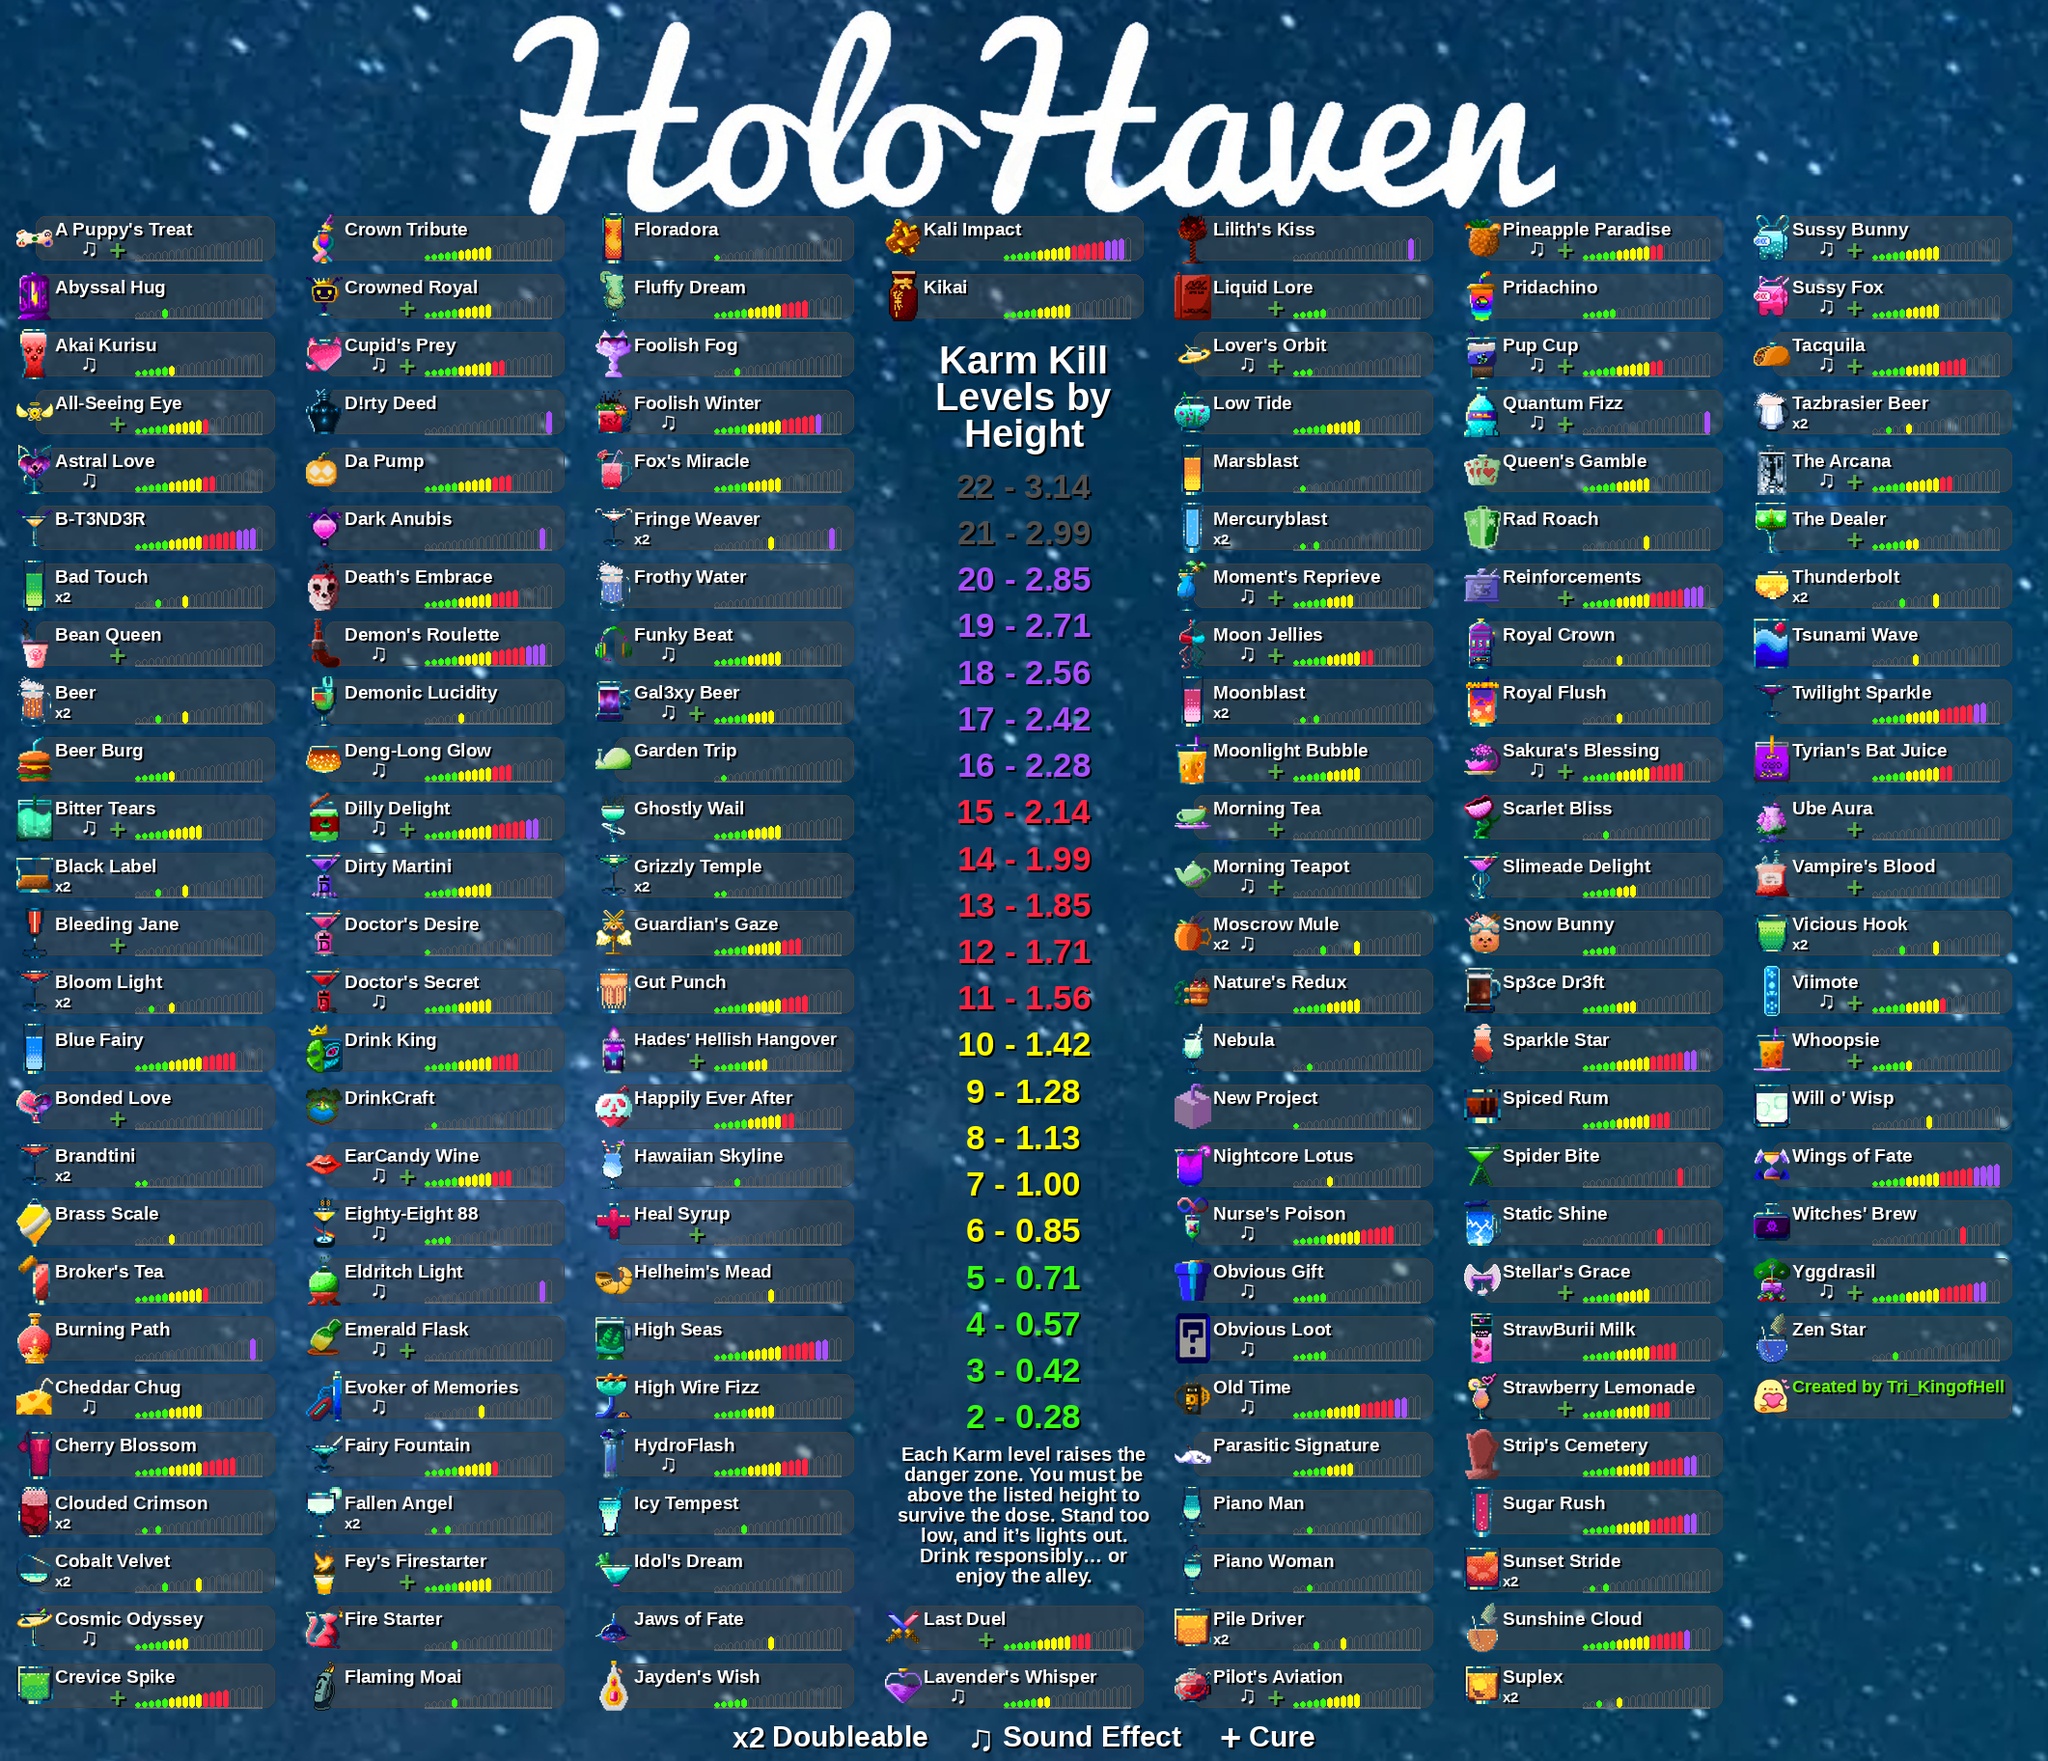 HoloHaven
A Puppy's Treat
♫ +
Abyssal Hug
Akai Kurisu
♫
All-Seeing Eye
+
Astral Love
♫
B-T3ND3R
Bad Touch
x2
Bean Queen
+
Beer
x2
Beer Burg
Bitter Tears
♫ +
Black Label
x2
Bleeding Jane
+
Bloom Light
x2
Blue Fairy
Bonded Love
+
Brandtini
x2
Brass Scale
Broker's Tea
Burning Path
Cheddar Chug
♫
Cherry Blossom
Clouded Crimson
x2
Cobalt Velvet
x2
Cosmic Odyssey
♫
Crevice Spike
+
Crown Tribute
Crowned Royal
+
Cupid's Prey
♫ +
D!rty Deed
Da Pump
Dark Anubis
Death's Embrace
Demon's Roulette
♫
Demonic Lucidity
Deng-Long Glow
♫
Dilly Delight
♫ +
Dirty Martini
Doctor's Desire
Doctor's Secret
♫
Drink King
DrinkCraft
EarCandy Wine
♫ +
Eighty-Eight 88
♫
Eldritch Light
♫
Emerald Flask
♫ +
Evoker of Memories
♫
Fairy Fountain
Fallen Angel
x2
Fey's Firestarter
+
Fire Starter
Flaming Moai
Floradora
Fluffy Dream
Foolish Fog
Foolish Winter
♫
Fox's Miracle
Fringe Weaver
x2
Frothy Water
Funky Beat
♫
Gal3xy Beer
♫ +
Garden Trip
Ghostly Wail
Grizzly Temple
x2
Guardian's Gaze
Gut Punch
Hades' Hellish Hangover
+
Happily Ever After
Hawaiian Skyline
Heal Syrup
+
Helheim's Mead
High Seas
High Wire Fizz
HydroFlash
♫
Icy Tempest
Idol's Dream
Jaws of Fate
Jayden's Wish
Kali Impact
Kikai
Karm Kill
Levels by
Height
22 - 3.14
21 - 2.99
20 - 2.85
19 - 2.71
18 - 2.56
17 - 2.42
16 - 2.28
15 - 2.14
14 - 1.99
13 - 1.85
12 - 1.71
11 - 1.56
10 - 1.42
9 - 1.28
8 - 1.13
7 - 1.00
6 - 0.85
5 - 0.71
4 - 0.57
3 - 0.42
2 - 0.28
Each Karm level raises the
danger zone. You must be
above the listed height to
survive the dose. Stand too
low, and it's lights out.
Drink responsibly… or
enjoy the alley.
Last Duel
+
Lavender's Whisper
♫
Lilith's Kiss
Liquid Lore
+
Lover's Orbit
♫ +
Low Tide
Marsblast
Mercuryblast
x2
Moment's Reprieve
♫ +
Moon Jellies
♫ +
Moonblast
x2
Moonlight Bubble
+
Morning Tea
+
Morning Teapot
♫ +
Moscrow Mule
x2 ♫
Nature's Redux
Nebula
New Project
Nightcore Lotus
Nurse's Poison
♫
Obvious Gift
♫
Obvious Loot
♫
Old Time
♫
Parasitic Signature
Piano Man
Piano Woman
Pile Driver
x2
Pilot's Aviation
♫ +
Pineapple Paradise
♫ +
Pridachino
Pup Cup
♫ +
Quantum Fizz
♫ +
Queen's Gamble
Rad Roach
Reinforcements
+
Royal Crown
Royal Flush
Sakura's Blessing
♫ +
Scarlet Bliss
Slimeade Delight
Snow Bunny
Sp3ce Dr3ft
Sparkle Star
Spiced Rum
Spider Bite
Static Shine
Stellar's Grace
+
StrawBurii Milk
Strawberry Lemonade
+
Strip's Cemetery
Sugar Rush
Sunset Stride
x2
Sunshine Cloud
Suplex
x2
Sussy Bunny
♫ +
Sussy Fox
♫ +
Tacquila
♫ +
Tazbrasier Beer
x2
The Arcana
♫ +
The Dealer
+
Thunderbolt
x2
Tsunami Wave
Twilight Sparkle
Tyrian's Bat Juice
Ube Aura
+
Vampire's Blood
+
Vicious Hook
x2
Viimote
♫ +
Whoopsie
+
Will o' Wisp
Wings of Fate
Witches' Brew
Yggdrasil
♫ +
Zen Star
Created by Tri_KingofHell
x2 Doubleable ♫ Sound Effect + Cure